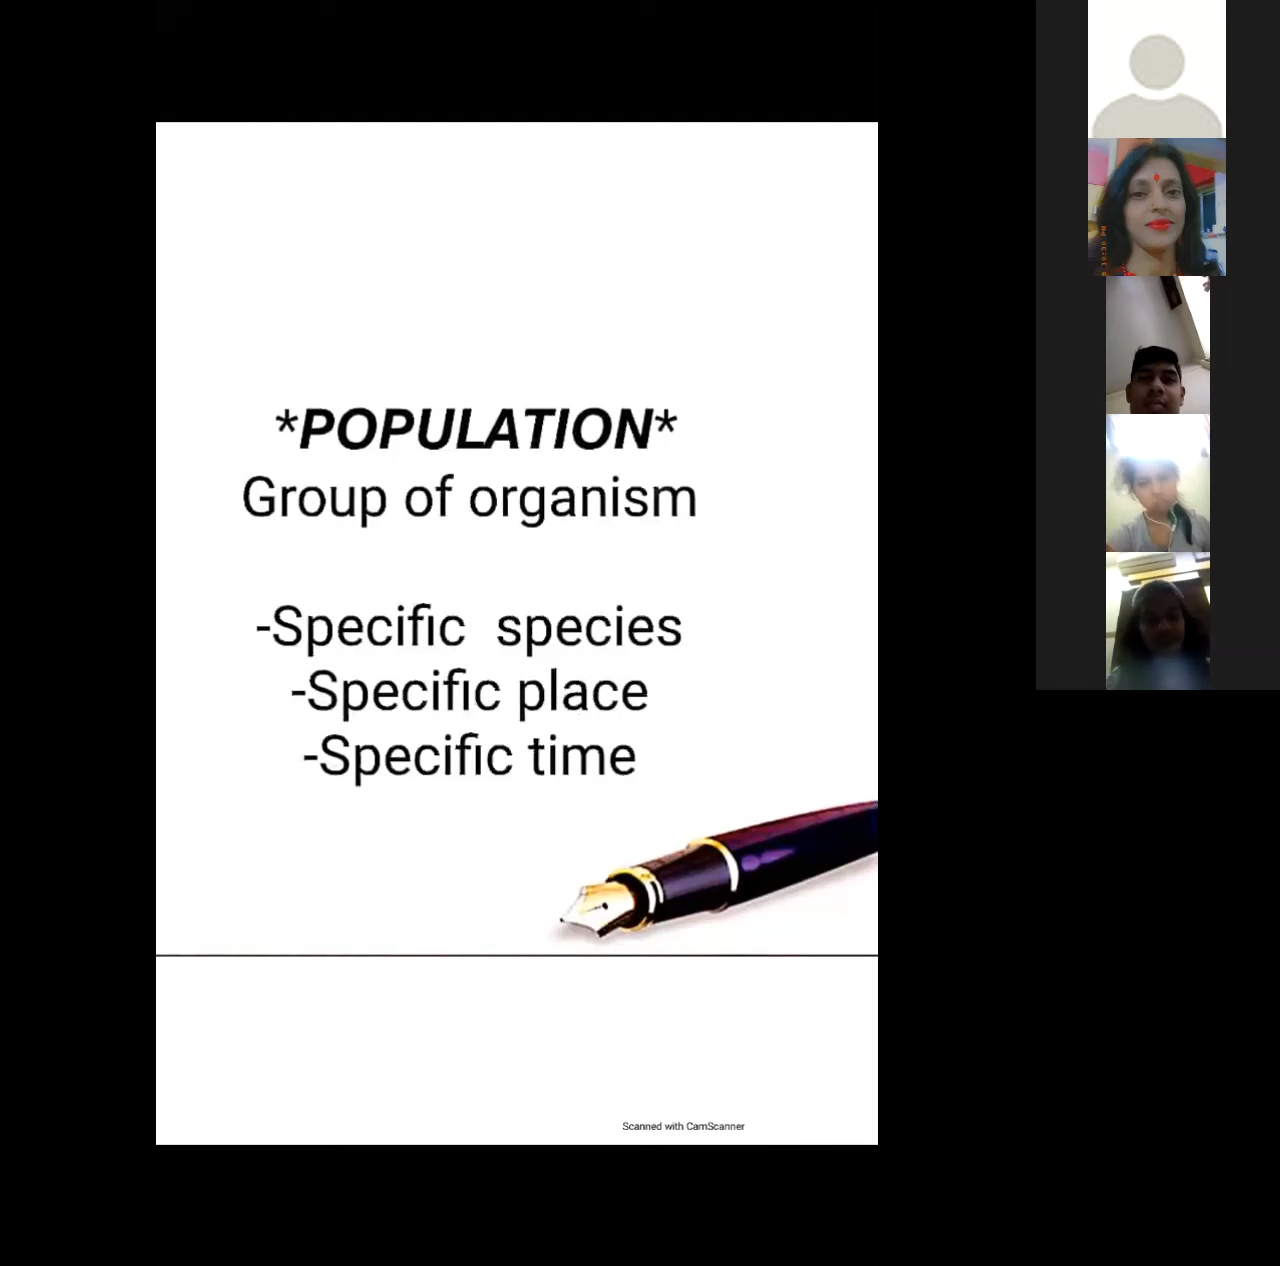 *POPULATION*
Group of organism
-Specific species
-Specific place
-Specific time
Scanned with CamScanner